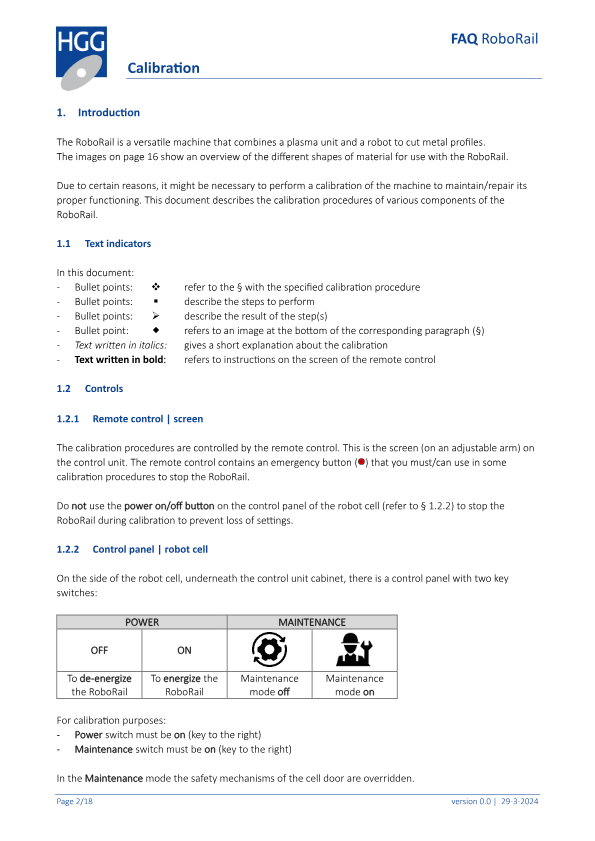 HGG
FAQ RoboRail
Calibration
1. Introduction
The RoboRail is a versatile machine that combines a plasma unit and a robot to cut metal profiles.
The images on page 16 show an overview of the different shapes of material for use with the RoboRail.
Due to certain reasons, it might be necessary to perform a calibration of the machine to maintain/repair its
proper functioning. This document describes the calibration procedures of various components of the
RoboRail.
1.1 Text indicators
In this document:
- Bullet points: ❖ refer to the § with the specified calibration procedure
- Bullet points: ▪ describe the steps to perform
- Bullet points: ➢ describe the result of the step(s)
- Bullet point: ◆ refers to an image at the bottom of the corresponding paragraph (§)
- Text written in italics: gives a short explanation about the calibration
- Text written in bold: refers to instructions on the screen of the remote control
1.2 Controls
1.2.1 Remote control | screen
The calibration procedures are controlled by the remote control. This is the screen (on an adjustable arm) on
the control unit. The remote control contains an emergency button (●) that you must/can use in some
calibration procedures to stop the RoboRail.
Do not use the power on/off button on the control panel of the robot cell (refer to § 1.2.2) to stop the
RoboRail during calibration to prevent loss of settings.
1.2.2 Control panel | robot cell
On the side of the robot cell, underneath the control unit cabinet, there is a control panel with two key
switches:
POWER MAINTENANCE
OFF ON
To de-energize To energize the Maintenance Maintenance
the RoboRail RoboRail mode off mode on
For calibration purposes:
- Power switch must be on (key to the right)
- Maintenance switch must be on (key to the right)
In the Maintenance mode the safety mechanisms of the cell door are overridden.
Page 2/18 version 0.0 | 29-3-2024